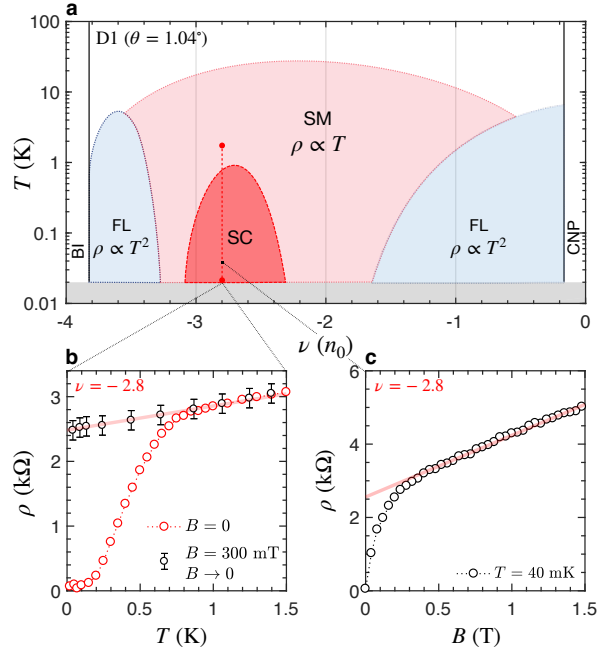 a
D1 (θ = 1.04°)
100
10
1
0.1
0.01
T (K)
SM
ρ ∝ T
FL
ρ ∝ T²
SC
FL
ρ ∝ T²
BI
CNP
-4
-3
-2
-1
0
ν (n₀)
b
ν = − 2.8
3
2
1
0
ρ (kΩ)
B = 0
B = 300 mT
B → 0
0
0.5
1.0
1.5
T (K)
c
ν = − 2.8
6
4
2
0
ρ (kΩ)
T = 40 mK
0
0.5
1.0
1.5
B (T)